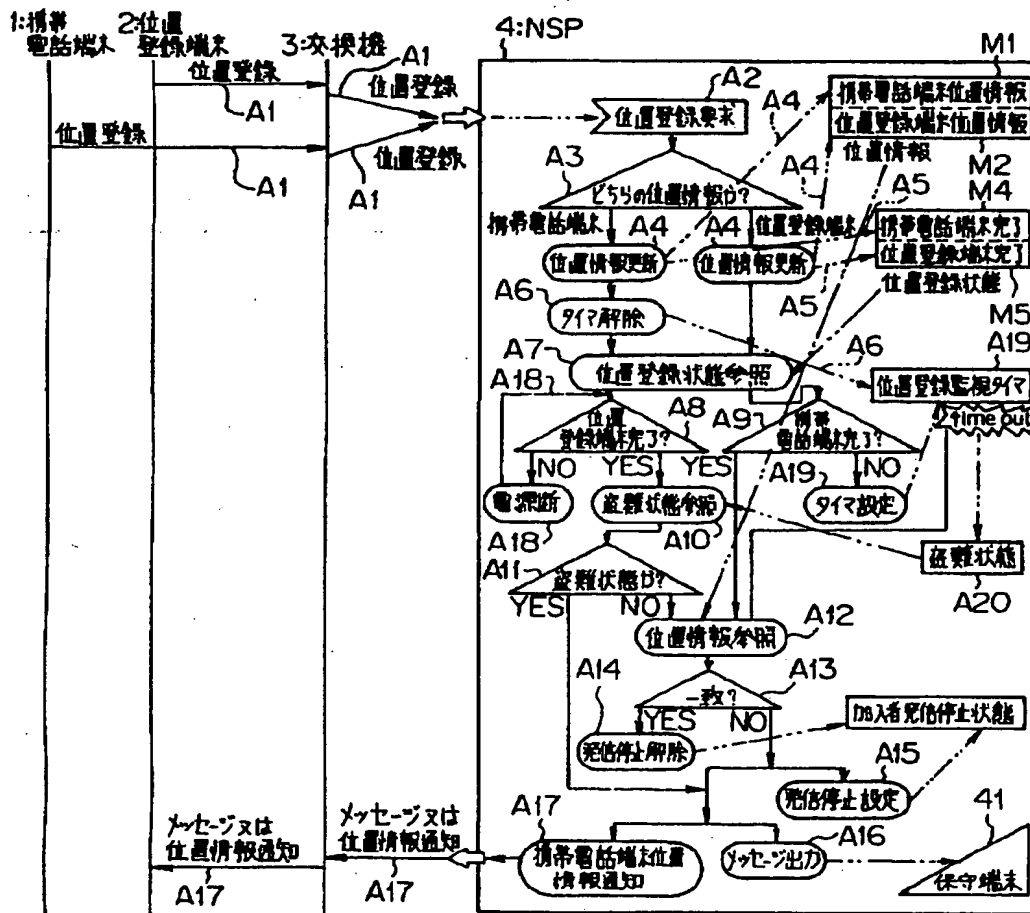 1:携帯
電話端末
2:位置
登録端末
3:交換機
4:NSP
M1
位置登録
A1
A1
位置登録
位置登録
A1
位置登録
A1
A2
位置登録要求
A4
携帯電話端末位置情報
位置登録端末位置情報
位置情報
A4
M2
A3
どちらの位置情報か?
A5
M4
携帯電話端末
A4
A4
位置登録端末
携帯電話端末完了
位置登録端末完了
位置情報更新
位置情報更新
A5
位置登録状態
M5
A6
タイマ解除
A6
A19
A7
位置登録状態参照
位置登録監視タイマ
time out
A18
位置
登録端末完了?
A8
A9
携帯
電話端末完了?
NO
YES
YES
NO
電源断
盗難状態参照
A19
タイマ設定
A18
A10
盗難状態
A20
A11
盗難状態か?
YES
NO
位置情報参照
A12
A13
一致?
A14
YES
NO
加入者発信停止状態
発信停止解除
A15
発信停止設定
41
メッセージ又は
位置情報通知
メッセージ又は
位置情報通知
A17
携帯電話端末位置
情報通知
A16
メッセージ出力
保守端末
A17
A17